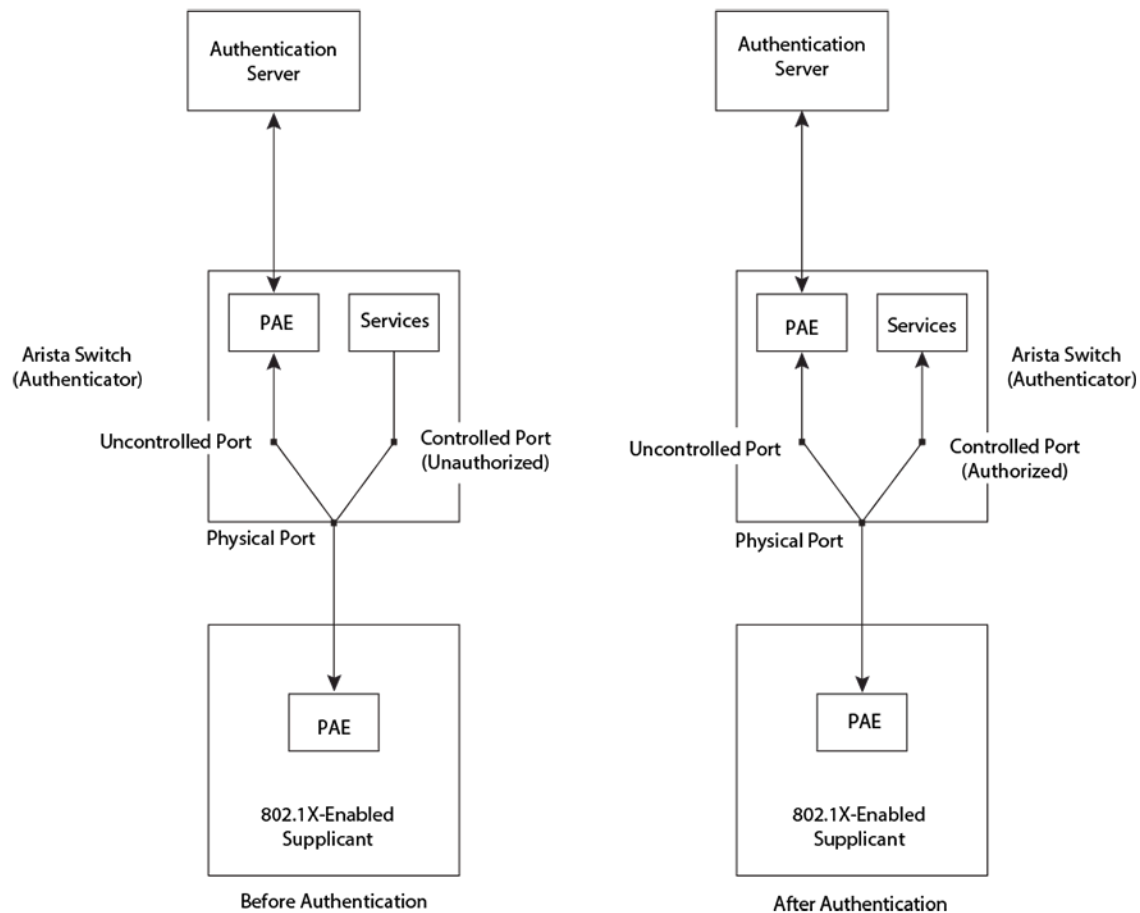 Authentication
Server
PAE
Services
Arista Switch
(Authenticator)
Uncontrolled Port
Controlled Port
(Unauthorized)
Physical Port
PAE
802.1X-Enabled
Supplicant
Before Authentication
Authentication
Server
PAE
Services
Arista Switch
(Authenticator)
Uncontrolled Port
Controlled Port
(Authorized)
Physical Port
PAE
802.1X-Enabled
Supplicant
After Authentication